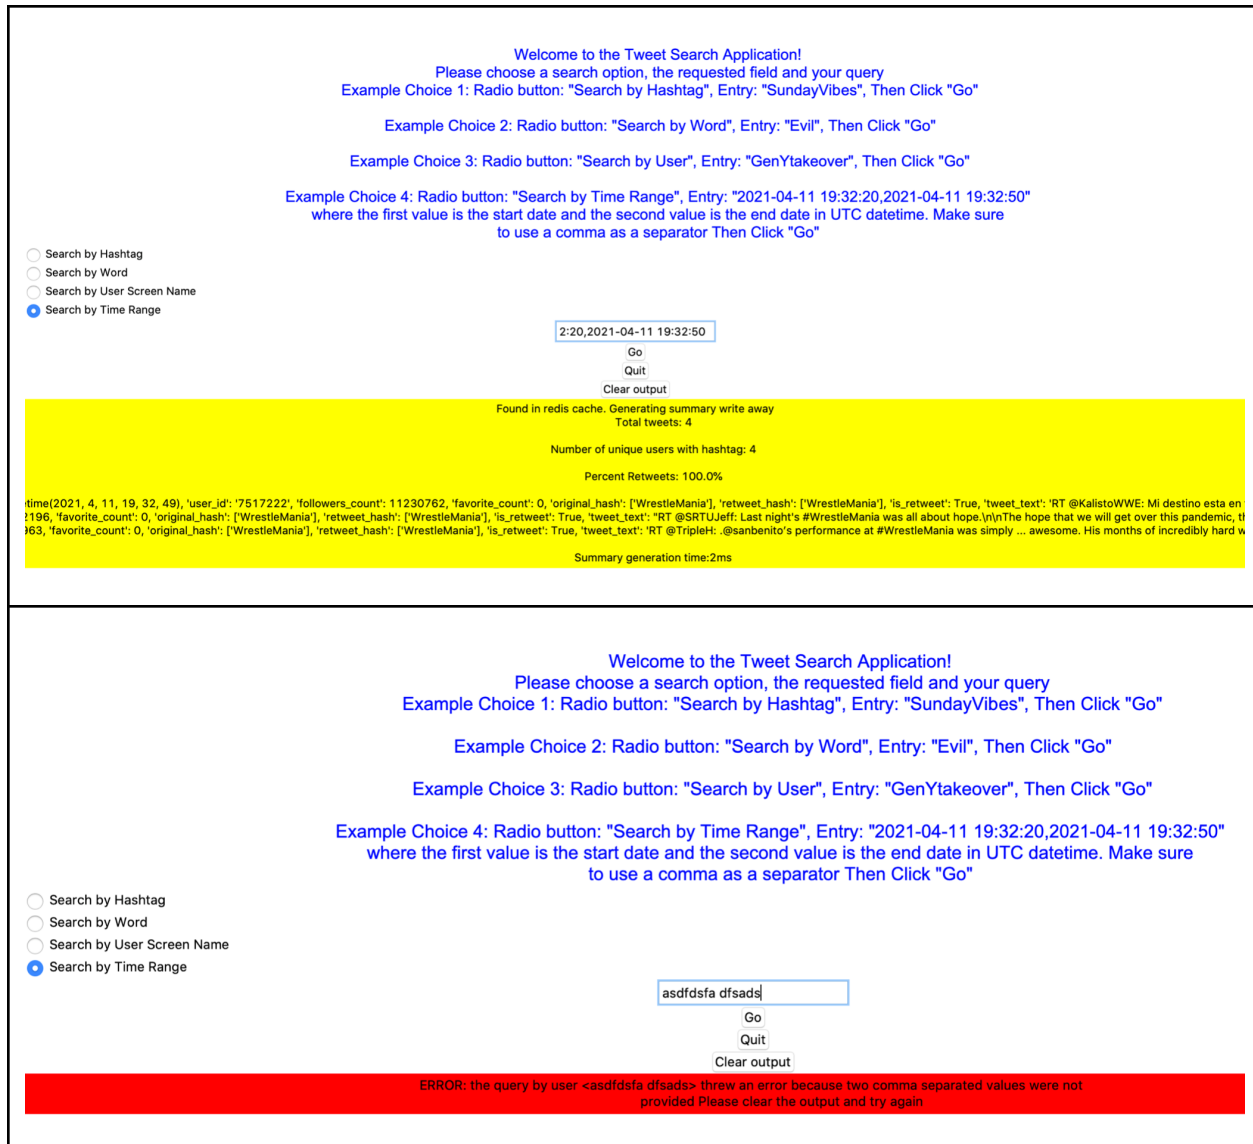 Welcome to the Tweet Search Application!
Please choose a search option, the requested field and your query
Example Choice 1: Radio button: "Search by Hashtag", Entry: "SundayVibes", Then Click "Go"
Example Choice 2: Radio button: "Search by Word", Entry: "Evil", Then Click "Go"
Example Choice 3: Radio button: "Search by User", Entry: "GenYtakeover", Then Click "Go"
Example Choice 4: Radio button: "Search by Time Range", Entry: "2021-04-11 19:32:20,2021-04-11 19:32:50"
where the first value is the start date and the second value is the end date in UTC datetime. Make sure
to use a comma as a separator Then Click "Go"
Search by Hashtag
Search by Word
Search by User Screen Name
Search by Time Range
2:20,2021-04-11 19:32:50
Go
Quit
Clear output
Found in redis cache. Generating summary write away
Total tweets: 4
Number of unique users with hashtag: 4
Percent Retweets: 100.0%
etime(2021, 4, 11, 19, 32, 49), 'user_id': '7517222', 'followers_count': 11230762, 'favorite_count': 0, 'original_hash': ['WrestleMania'], 'retweet_hash': ['WrestleMania'], 'is_retweet': True, 'tweet_text': 'RT @KalistoWWE: Mi destino esta en
2196, 'favorite_count': 0, 'original_hash': ['WrestleMania'], 'retweet_hash': ['WrestleMania'], 'is_retweet': True, 'tweet_text': "RT @SRTUJeff: Last night's #WrestleMania was all about hope.\n\nThe hope that we will get over this pandemic, th
963, 'favorite_count': 0, 'original_hash': ['WrestleMania'], 'retweet_hash': ['WrestleMania'], 'is_retweet': True, 'tweet_text': 'RT @TripleH: .@sanbenito's performance at #WrestleMania was simply ... awesome. His months of incredibly hard w
Summary generation time:2ms
Welcome to the Tweet Search Application!
Please choose a search option, the requested field and your query
Example Choice 1: Radio button: "Search by Hashtag", Entry: "SundayVibes", Then Click "Go"
Example Choice 2: Radio button: "Search by Word", Entry: "Evil", Then Click "Go"
Example Choice 3: Radio button: "Search by User", Entry: "GenYtakeover", Then Click "Go"
Example Choice 4: Radio button: "Search by Time Range", Entry: "2021-04-11 19:32:20,2021-04-11 19:32:50"
where the first value is the start date and the second value is the end date in UTC datetime. Make sure
to use a comma as a separator Then Click "Go"
Search by Hashtag
Search by Word
Search by User Screen Name
Search by Time Range
asdfdsfa dfsads
Go
Quit
Clear output
ERROR: the query by user <asdfdsfa dfsads> threw an error because two comma separated values were not
provided Please clear the output and try again